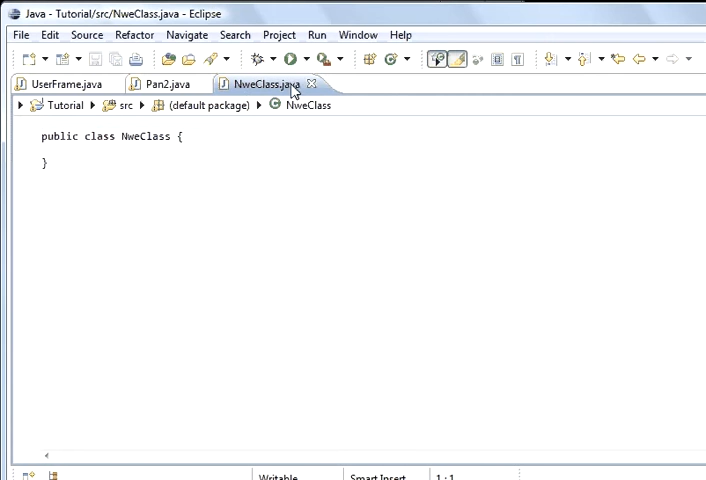 Java - Tutorial/src/NweClass.java - Eclipse
File Edit Source Refactor Navigate Search Project Run Window Help
UserFrame.java Pan2.java NweClass.java
Tutorial src (default package) NweClass
public class NweClass {
}
Writable Smart Insert 1 : 1